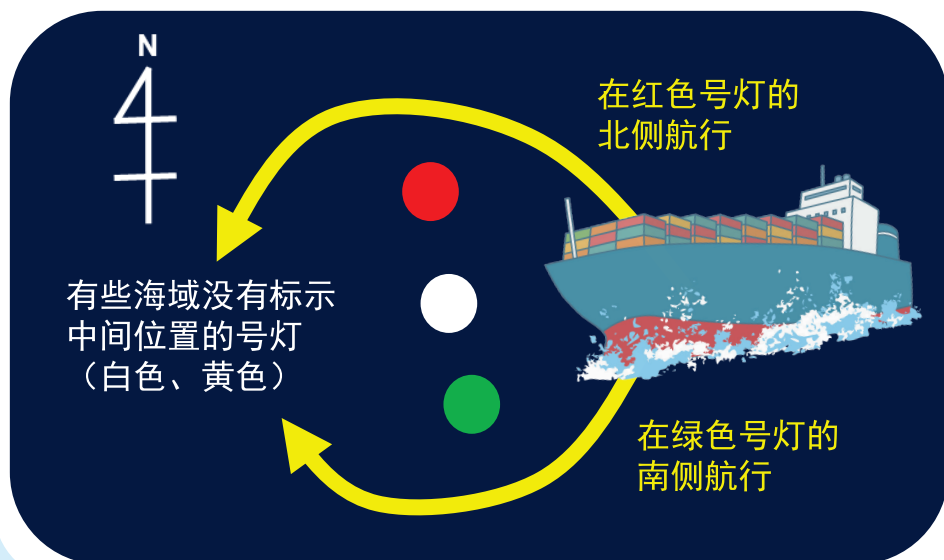 N
在红色号灯的
北侧航行
有些海域没有标示
中间位置的号灯
（白色、黄色）
在绿色号灯的
南侧航行